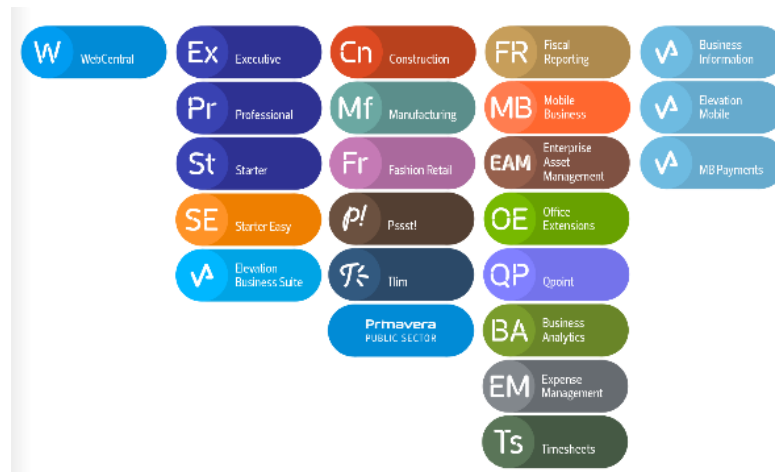 W
WebCentral
Ex
Executive
Pr
Professional
St
Starter
SE
Starter Easy
Elevation
Business Suite
Cn
Construction
Mf
Manufacturing
Fr
Fashion Retail
P!
Pssst!
Tlim
Prmavera
PUBLIC SECTOR
FR
Fiscal
Reporting
MB
Mobile
Business
EAM
Enterprise
Asset
Management
OE
Office
Extensions
QP
Qpoint
BA
Business
Analytics
EM
Expense
Management
Ts
Timesheets
Business
Information
Elevation
Mobile
MB Payments